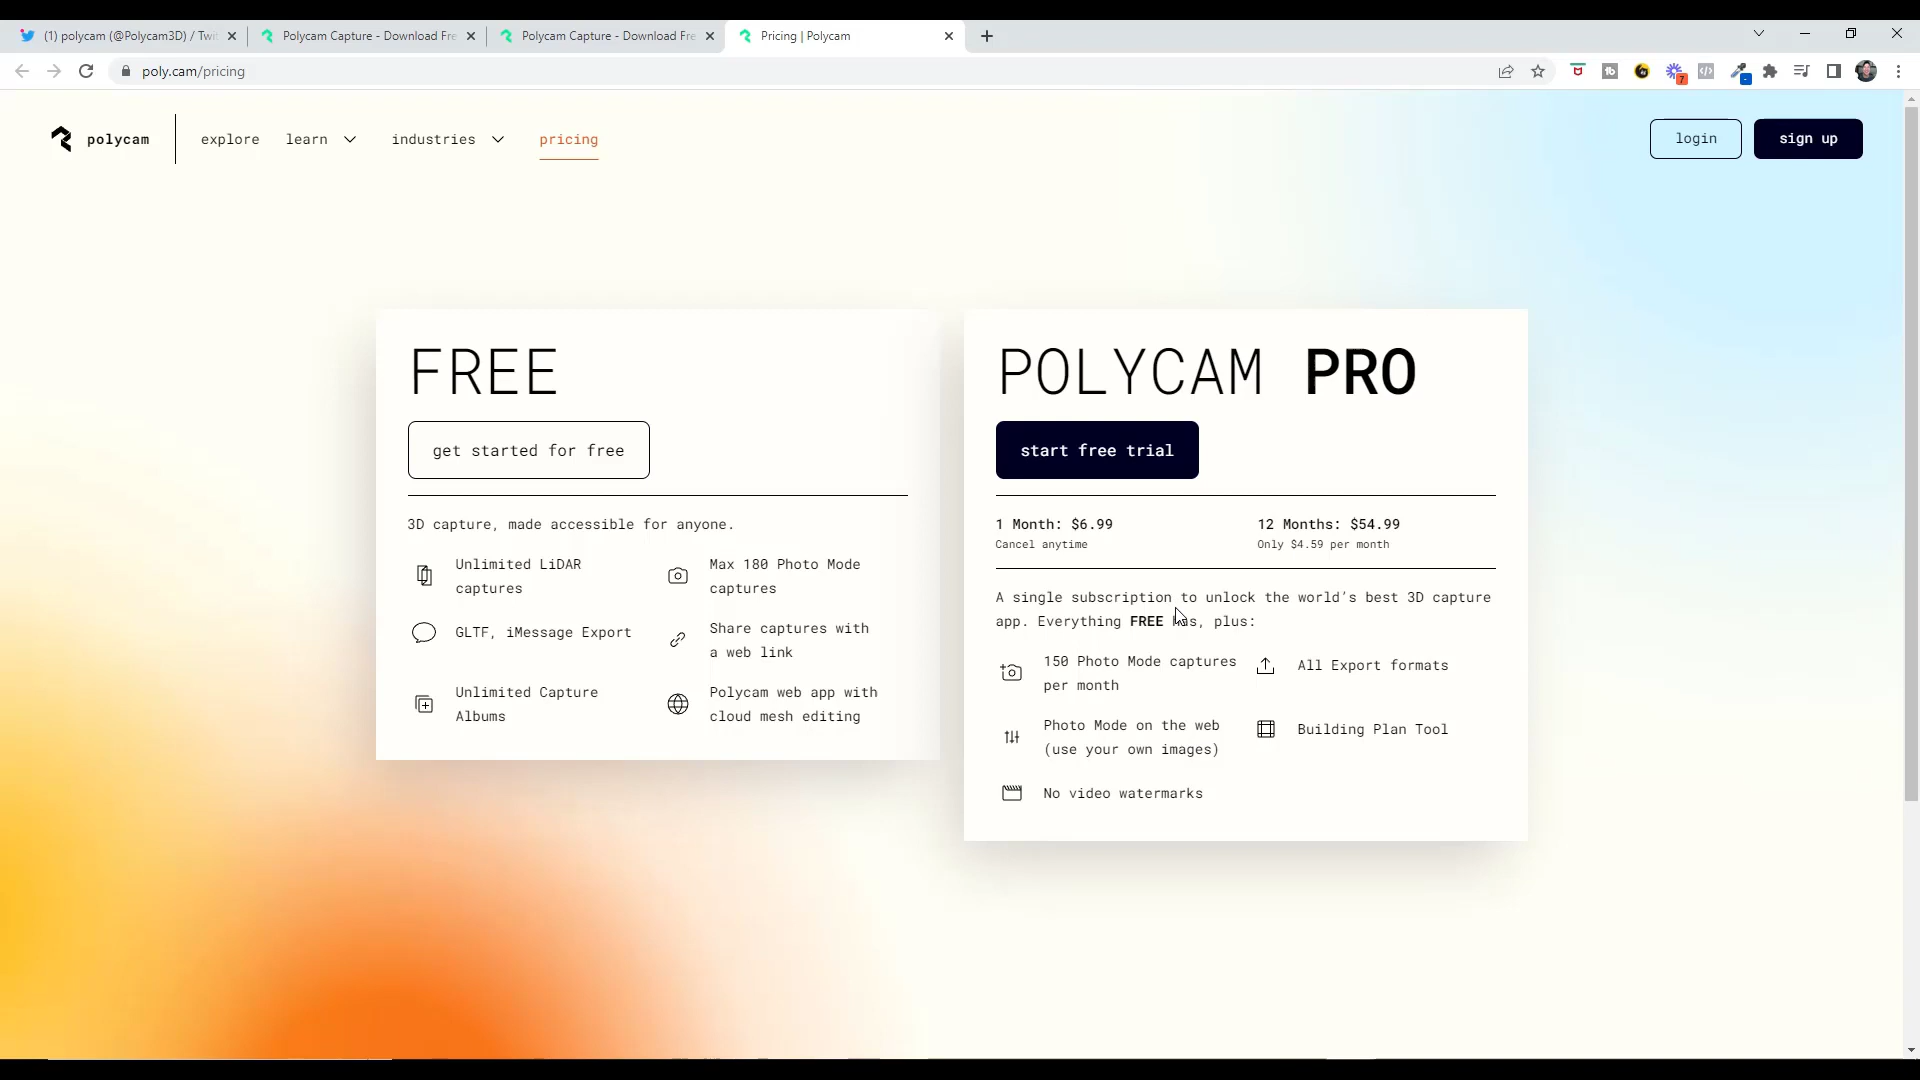 (1) polycam (@Polycam3D) / Twi
Polycam Capture - Download Fre
Polycam Capture - Download Fre
Pricing | Polycam
poly.cam/pricing
7
polycam
explore
learn
industries
pricing
login
sign up
FREE
get started for free
3D capture, made accessible for anyone.
Unlimited LiDAR
captures
Max 180 Photo Mode
captures
GLTF, iMessage Export
Share captures with
a web link
Unlimited Capture
Albums
Polycam web app with
cloud mesh editing
POLYCAM PRO
start free trial
1 Month: $6.99
Cancel anytime
12 Months: $54.99
Only $4.59 per month
A single subscription to unlock the world’s best 3D capture
app. Everything FREE has, plus:
150 Photo Mode captures
per month
All Export formats
Photo Mode on the web
(use your own images)
Building Plan Tool
No video watermarks